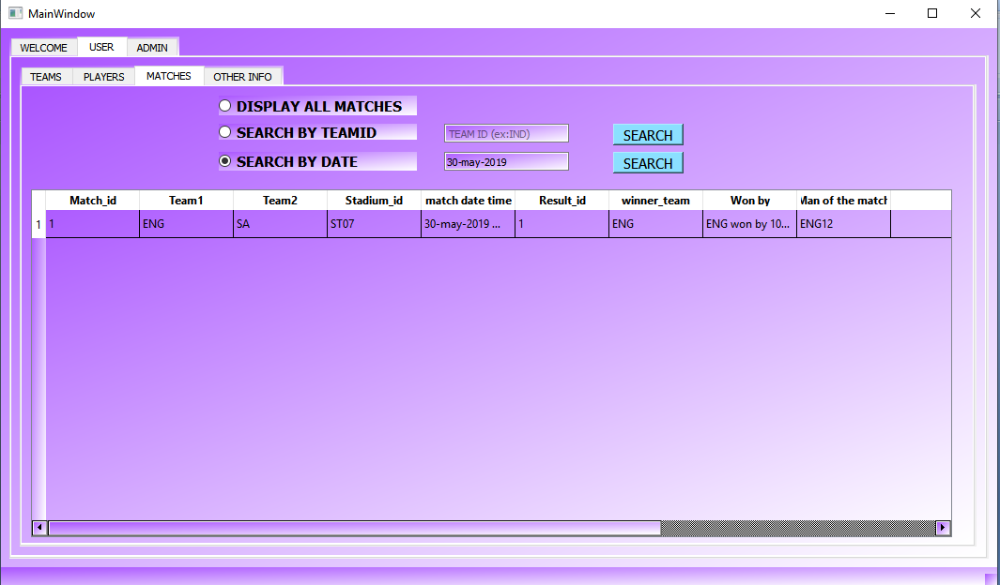 MainWindow
WELCOME USER ADMIN
TEAMS PLAYERS MATCHES OTHER INFO
DISPLAY ALL MATCHES
SEARCH BY TEAMID TEAM ID (ex:IND) SEARCH
SEARCH BY DATE 30-may-2019 SEARCH
Match_id Team1 Team2 Stadium_id match date time Result_id winner_team Won by Man of the match
1 1 ENG SA ST07 30-may-2019 ... 1 ENG ENG won by 10... ENG12